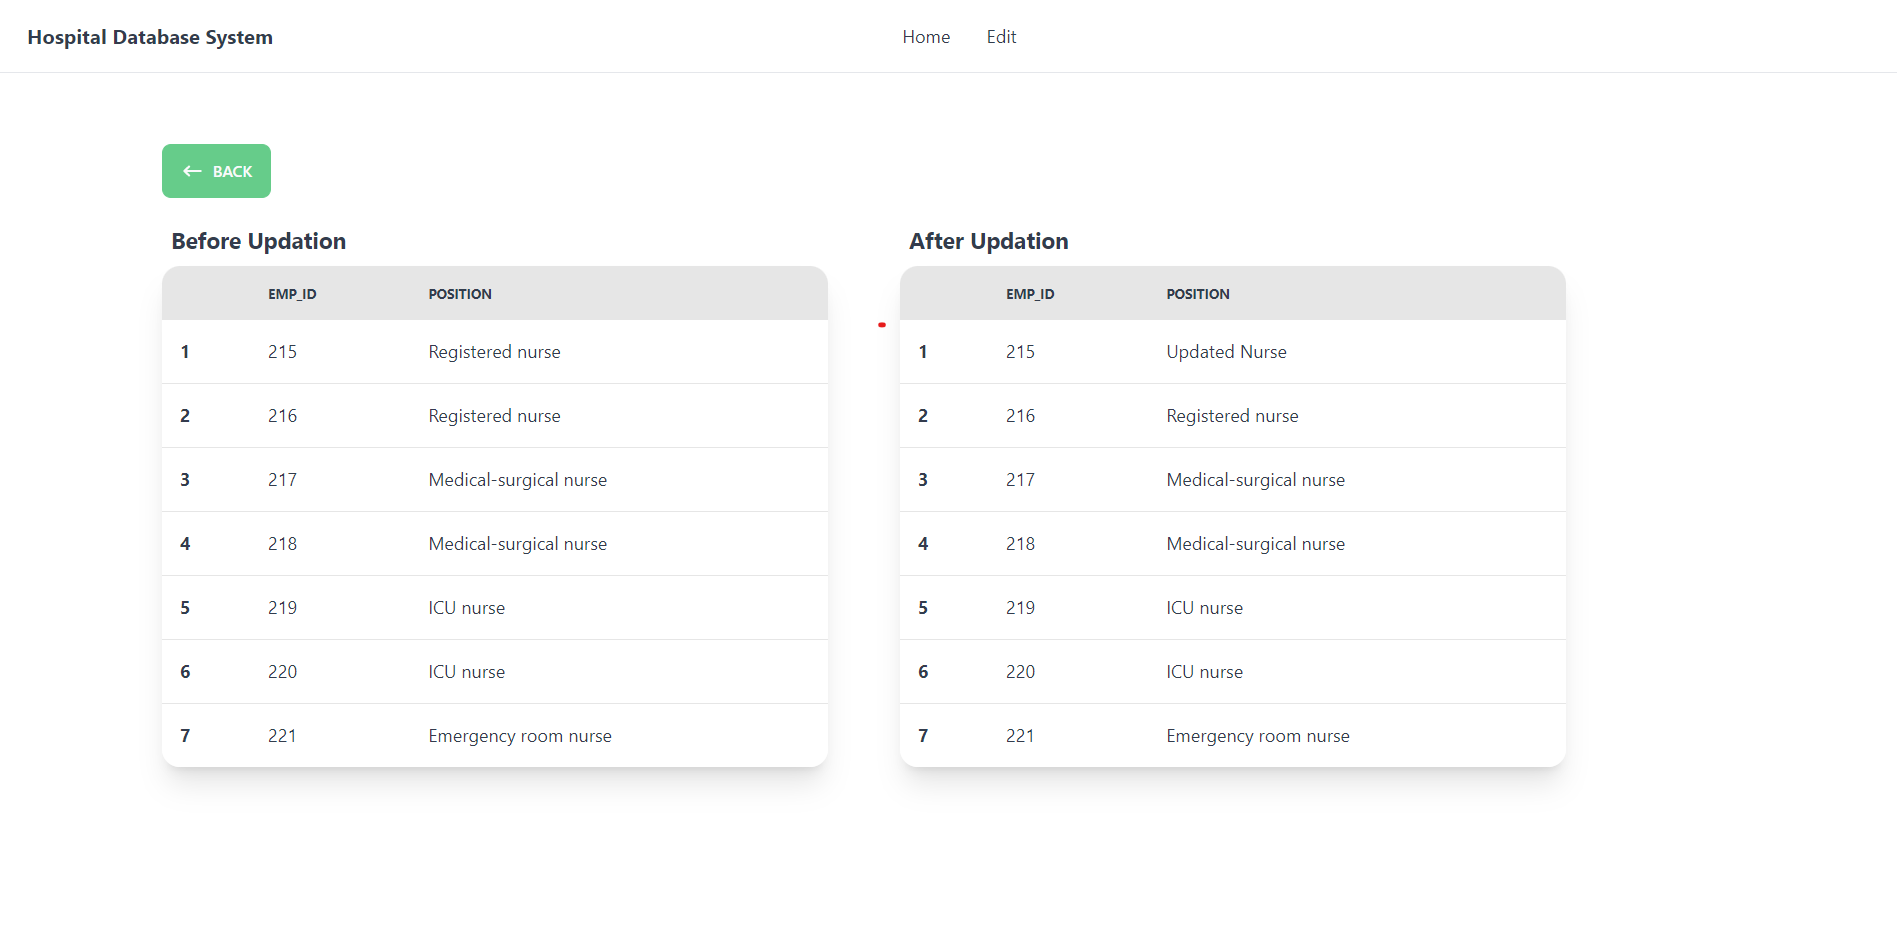 Hospital Database System Home Edit
BACK
Before Updation
EMP_ID POSITION
1 215 Registered nurse
2 216 Registered nurse
3 217 Medical-surgical nurse
4 218 Medical-surgical nurse
5 219 ICU nurse
6 220 ICU nurse
7 221 Emergency room nurse
After Updation
EMP_ID POSITION
1 215 Updated Nurse
2 216 Registered nurse
3 217 Medical-surgical nurse
4 218 Medical-surgical nurse
5 219 ICU nurse
6 220 ICU nurse
7 221 Emergency room nurse